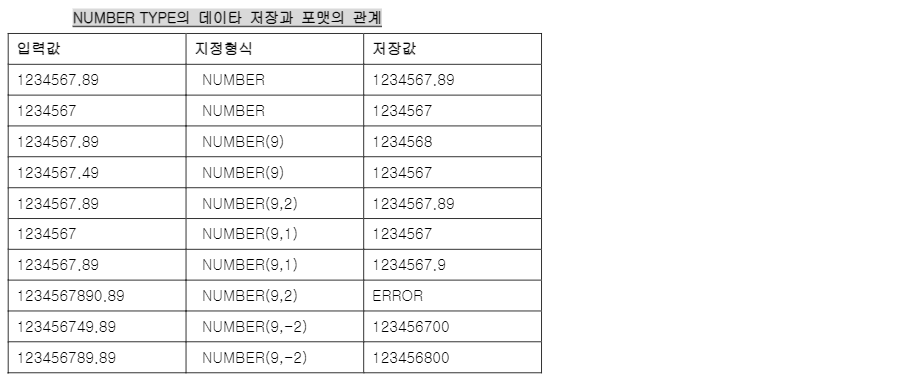 NUMBER TYPE의 데이타 저장과 포맷의 관계
입력값 지정형식 저장값
1234567.89 NUMBER 1234567.89
1234567 NUMBER 1234567
1234567.89 NUMBER(9) 1234568
1234567.49 NUMBER(9) 1234567
1234567.89 NUMBER(9,2) 1234567.89
1234567 NUMBER(9,1) 1234567
1234567.89 NUMBER(9,1) 1234567.9
1234567890.89 NUMBER(9,2) ERROR
123456749.89 NUMBER(9,-2) 123456700
123456789.89 NUMBER(9,-2) 123456800